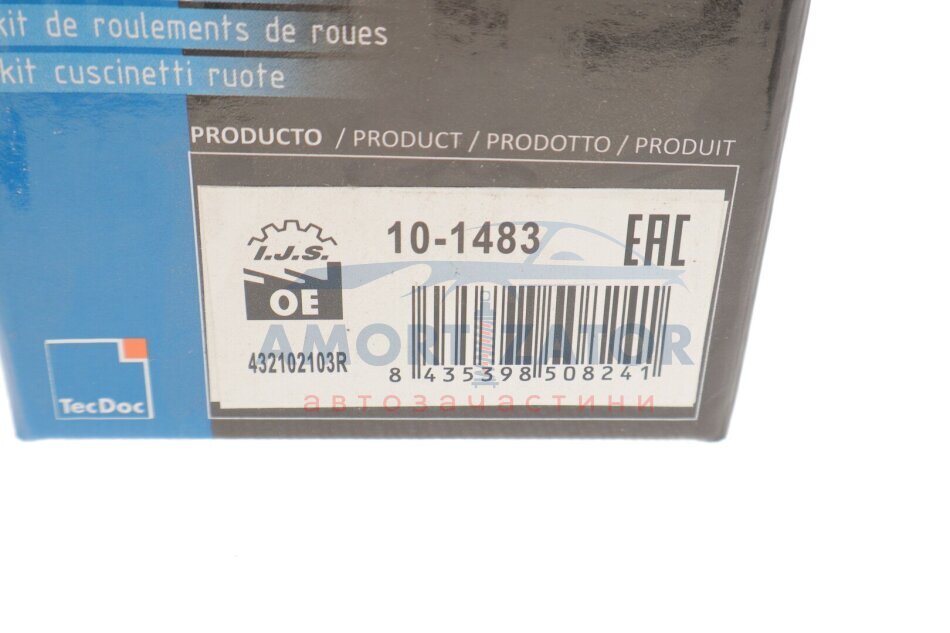 kit de roulements de roues
kit cuscinetti ruote
PRODUCTO / PRODUCT / PRODOTTO / PRODUIT
I.J.S.
10-1483
EAC
OE
AMORTIZATOR
432102103R
8 435398 508241
автозачастини
TecDoc